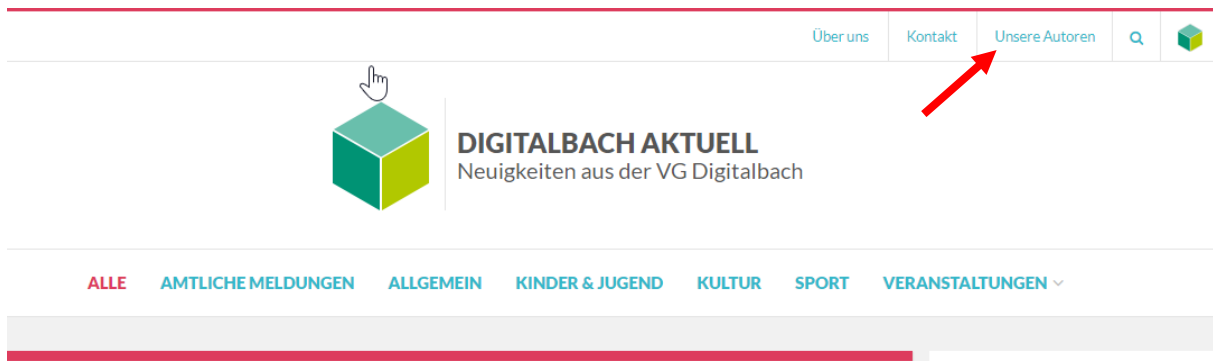 Über uns Kontakt Unsere Autoren
DIGITALBACH AKTUELL
Neuigkeiten aus der VG Digitalbach
ALLE AMTLICHE MELDUNGEN ALLGEMEIN KINDER & JUGEND KULTUR SPORT VERANSTALTUNGEN